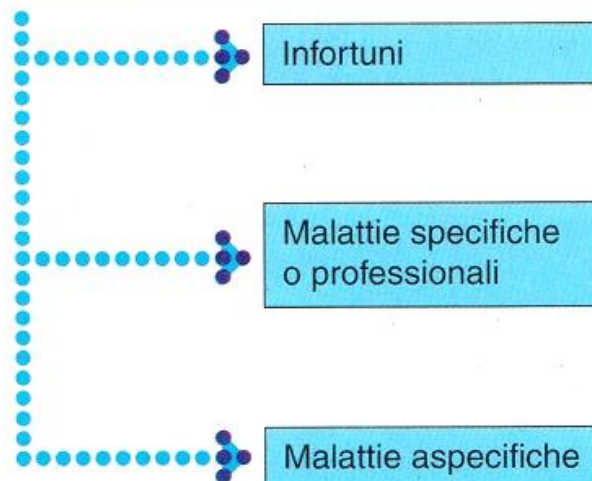 Infortuni
Malattie specifiche
o professionali
Malattie aspecifiche